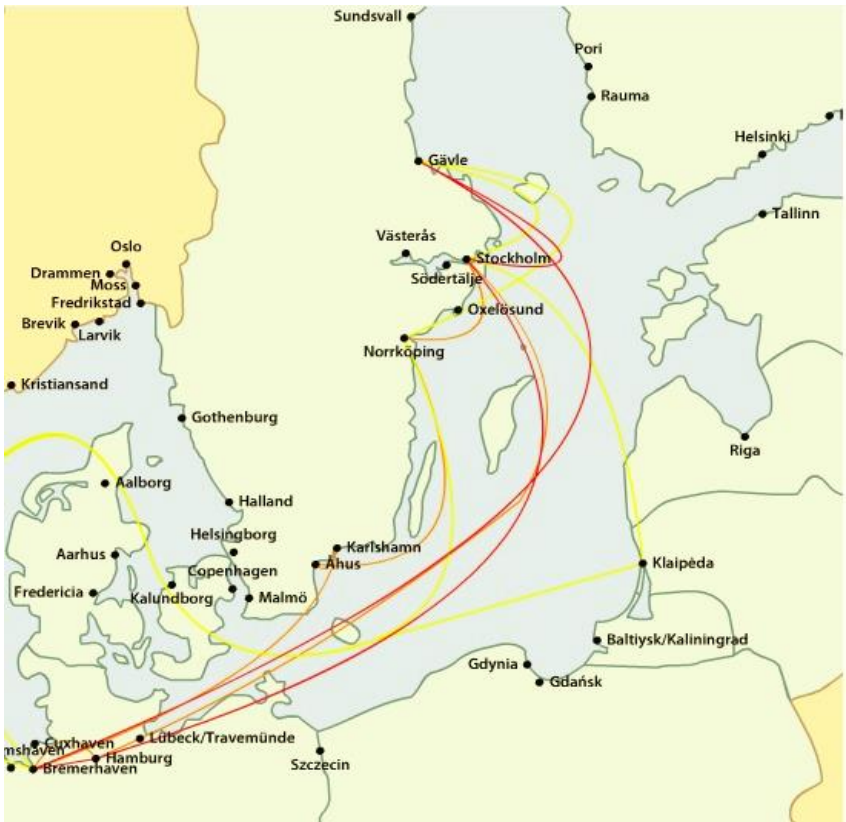 Sundsvall
Pori
Rauma
Helsinki
Gävle
Tallinn
Västerås
Stockholm
Oslo
Södertälje
Drammen
Moss
Fredrikstad
Oxelösund
Brevik
Larvik
Norrköping
Kristiansand
Gothenburg
Riga
Aalborg
Halland
Helsingborg
Karlshamn
Aarhus
Åhus
Copenhagen
Klaipėda
Fredericia
Kalundborg
Malmö
Baltiysk/Kaliningrad
Gdynia
Gdańsk
Lübeck/Travemünde
Cuxhaven
mshaven
Hamburg
Szczecin
Bremerhaven